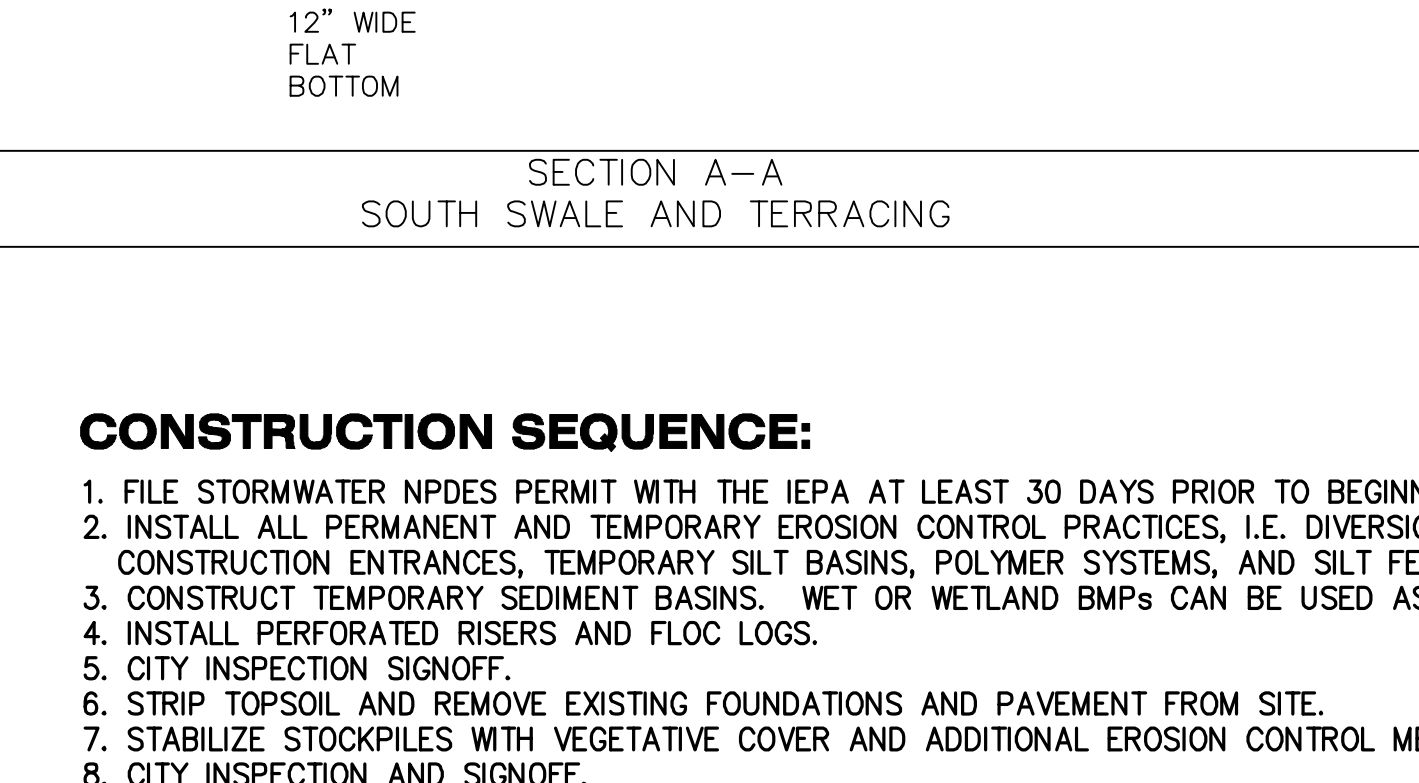 12” WIDE
FLAT
BOTTOM
SECTION A-A
SOUTH SWALE AND TERRACING
CONSTRUCTION SEQUENCE:
1. FILE STORMWATER NPDES PERMIT WITH THE IEPA AT LEAST 30 DAYS PRIOR TO
2. INSTALL ALL PERMANENT AND TEMPORARY EROSION CONTROL PRACTICES, I.E.
CONSTRUCTION ENTRANCES, TEMPORARY SILT BASINS, POLYMER SYSTEMS, AND SILT
3. CONSTRUCT TEMPORARY SEDIMENT BASINS. WET OR WETLAND BMPs CAN BE USED AS
4. INSTALL PERFORATED RISERS AND FLOC LOGS.
5. CITY INSPECTION SIGNOFF.
6. STRIP TOPSOIL AND REMOVE EXISTING FOUNDATIONS AND PAVEMENT FROM SITE.
7. STABILIZE STOCKPILES WITH VEGETATIVE COVER AND ADDITIONAL EROSION CONTROL
8. CITY INSPECTION AND SIGNOFF.